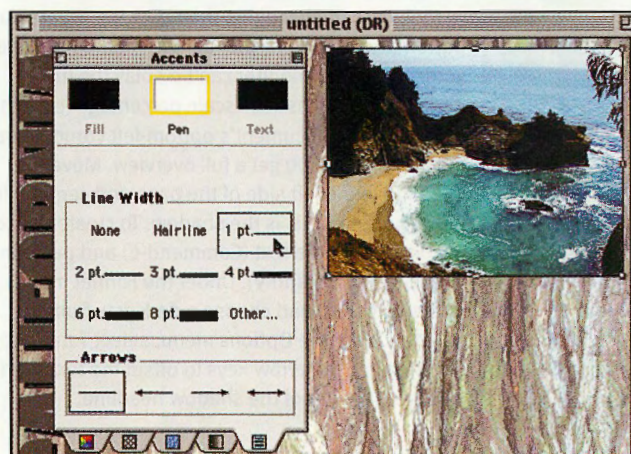 untitled (DR)
Accents
Fill Pen Text
Line Width
None Hairline 1 pt.
2 pt. 3 pt. 4 pt.
6 pt. 8 pt. Other...
Arrows